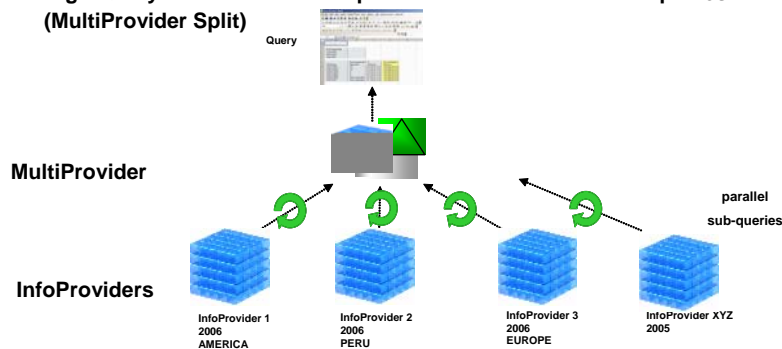 (MultiProvider Split)
Query
MultiProvider
parallel
sub-queries
InfoProviders
InfoProvider 1
2006
AMERICA
InfoProvider 2
2006
PERU
InfoProvider 3
2006
EUROPE
InfoProvider XYZ
2005